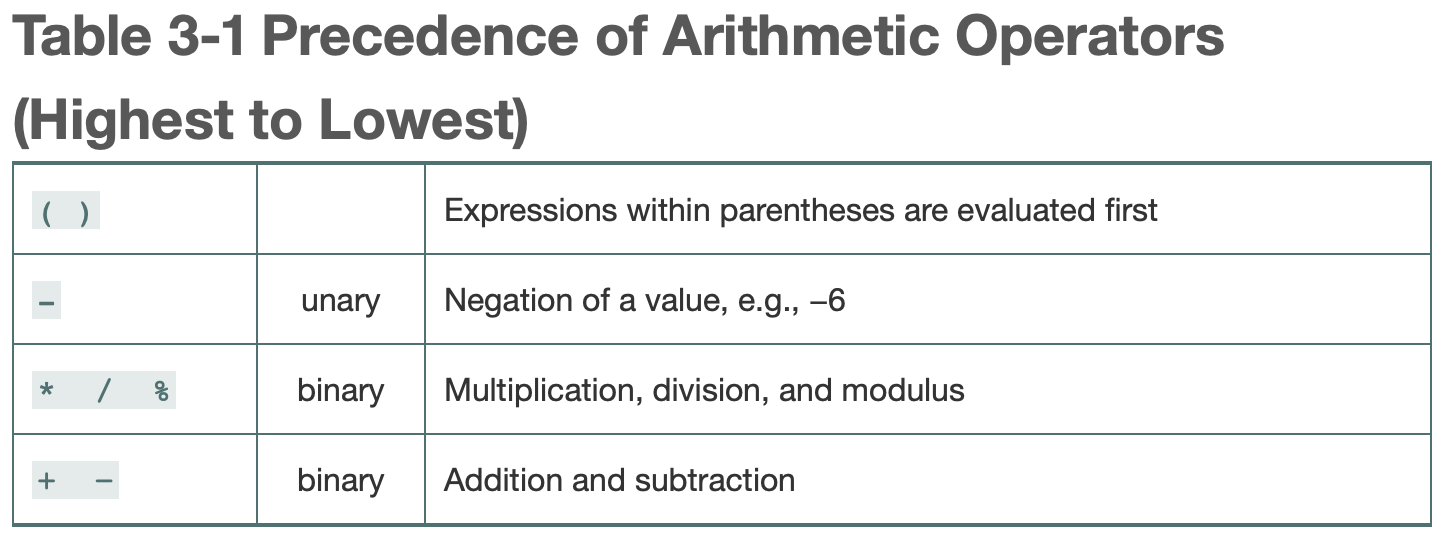 Table 3-1 Precedence of Arithmetic Operators
(Highest to Lowest)
( ) Expressions within parentheses are evaluated first
− unary Negation of a value, e.g., −6
* / % binary Multiplication, division, and modulus
+ − binary Addition and subtraction